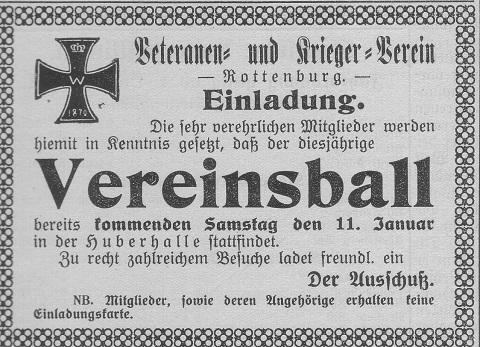 W
1870
Veteranen- und Krieger-Verein
— Rottenburg. —
Einladung.
Die sehr verehrlichen Mitglieder werden
hiemit in Kenntnis gesetzt, daß der diesjährige
Vereinsball
bereits kommenden Samstag den 11. Januar
in der Huberhalle stattfindet.
Zu recht zahlreichem Besuche ladet freundl. ein
Der Ausschuß.
NB. Mitglieder, sowie deren Angehörige erhalten keine
Einladungskarte.